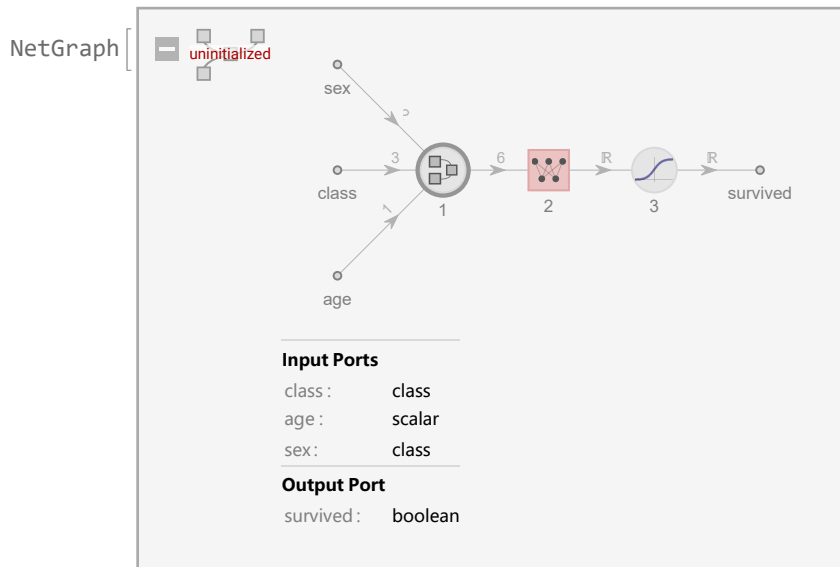 NetGraph
uninitialized
sex
3
6
ℝ
ℝ
class
1
1
2
3
survived
age
Input Ports
class: class
age: scalar
sex: class
Output Port
survived: boolean